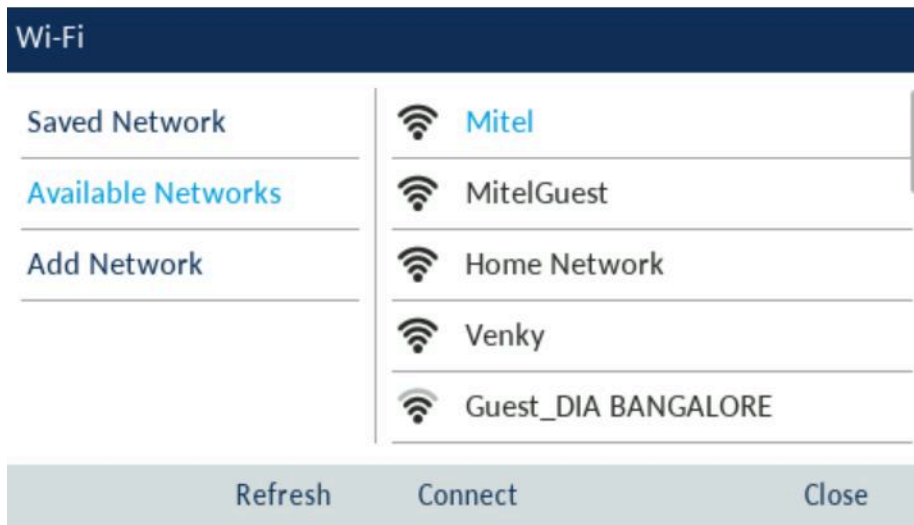 Wi-Fi
Saved Network
Available Networks
Add Network
Mitel
MitelGuest
Home Network
Venky
Guest_DIA BANGALORE
Refresh Connect Close